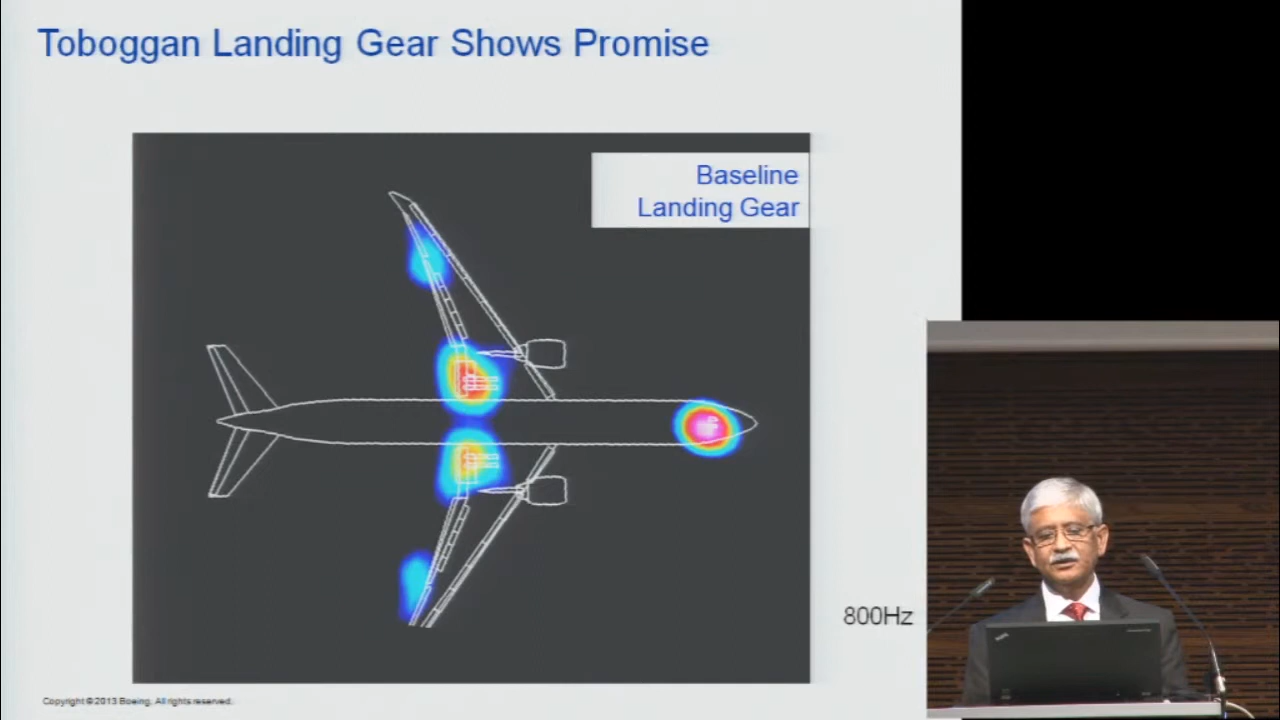 Toboggan Landing Gear Shows Promise
Baseline
Landing Gear
800Hz
Copyright © 2013 Boeing. All rights reserved.